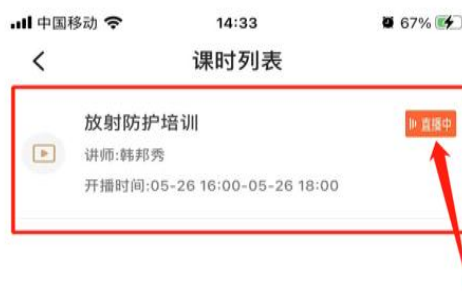 中国移动 14:33 67%
课时列表
放射防护培训 直播中
讲师:韩邦秀
开播时间:05-26 16:00-05-26 18:00